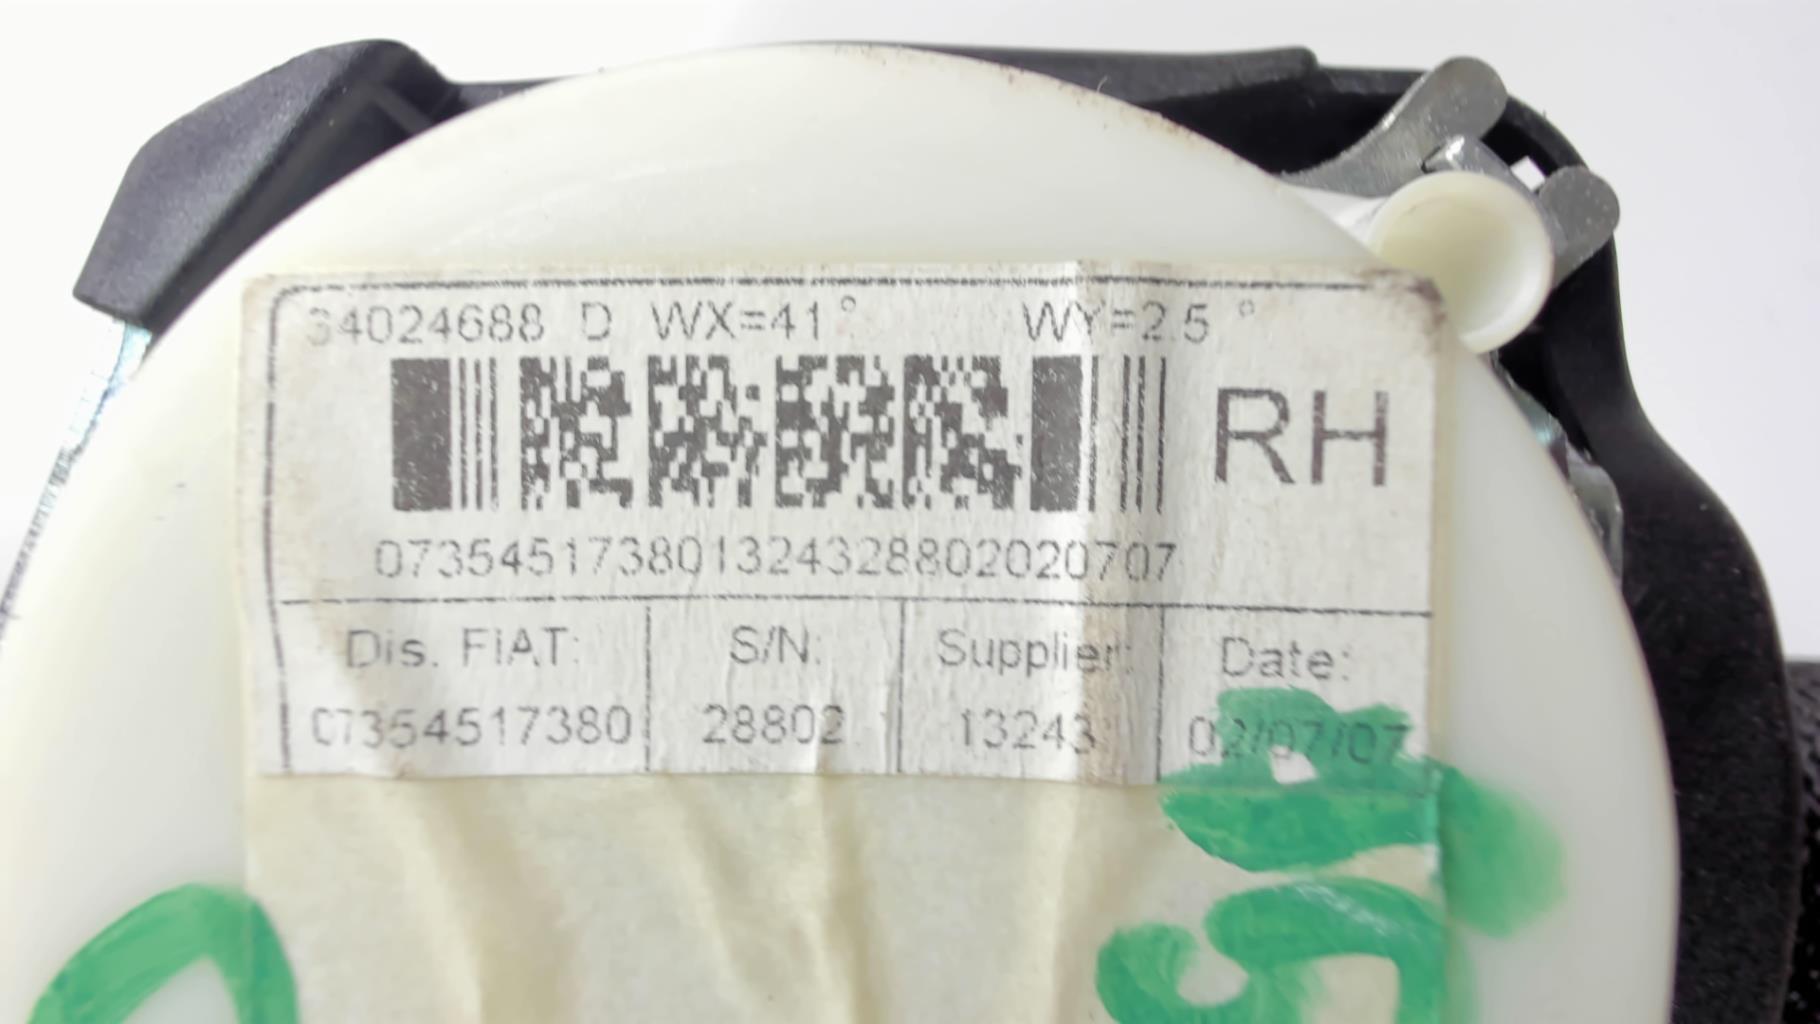 34024688 D WX=41° WY=2.5°
RH
073545173801324328802020707
Dis. FIAT: S/N: Supplier: Date:
07354517380 28802 13243 02/07/07